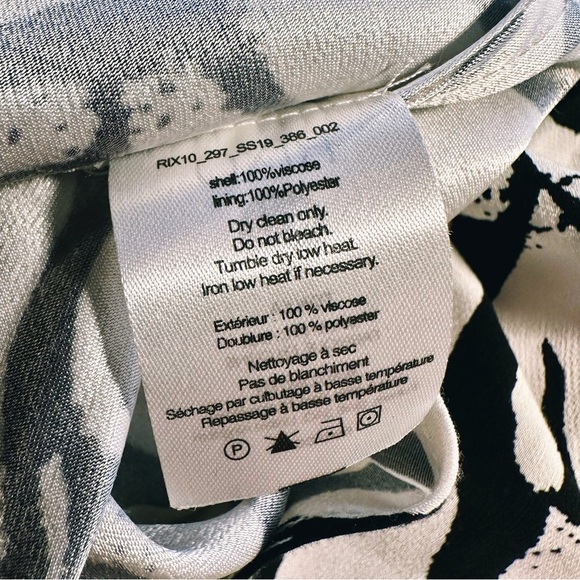 RIX10_297_SS19_386_002
shell:100%viscose
lining:100%Polyester
Dry clean only.
Do not bleach.
Tumble dry low heat.
Iron low heat if necessary.
Extérieur : 100 % viscose
Doublure : 100 % polyester
Nettoyage à sec
Pas de blanchiment
Séchage par culbutage à basse température
Repassage à basse température
P